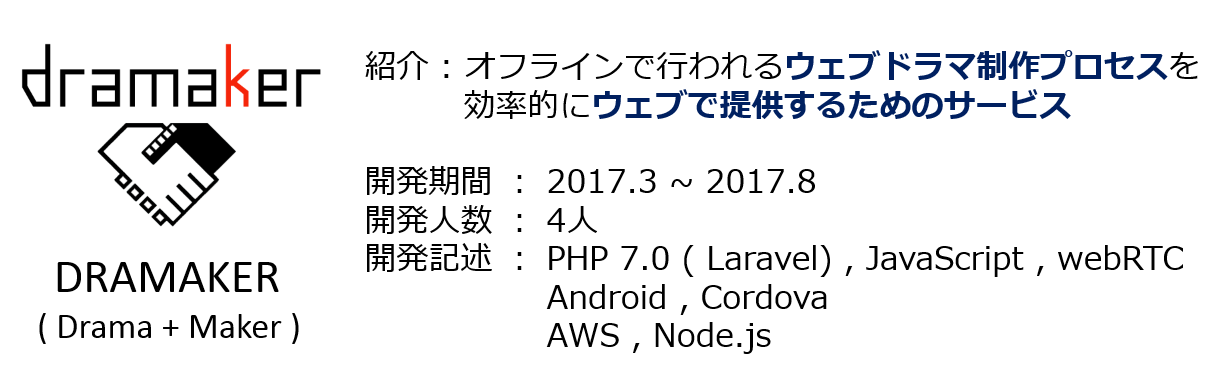 dramaker
DRAMAKER
( Drama + Maker )
紹介 : オフラインで行われるウェブドラマ制作プロセスを
効率的にウェブで提供するためのサービス
開発期間 : 2017.3 ~ 2017.8
開発人数 : 4人
開発記述 : PHP 7.0 ( Laravel) , JavaScript , webRTC
Android , Cordova
AWS , Node.js